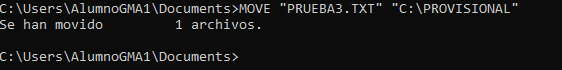 C:\Users\AlumnoGMA1\Documents>MOVE "PRUEBA3.TXT" "C:\PROVISIONAL"
Se han movido         1 archivos.
C:\Users\AlumnoGMA1\Documents>